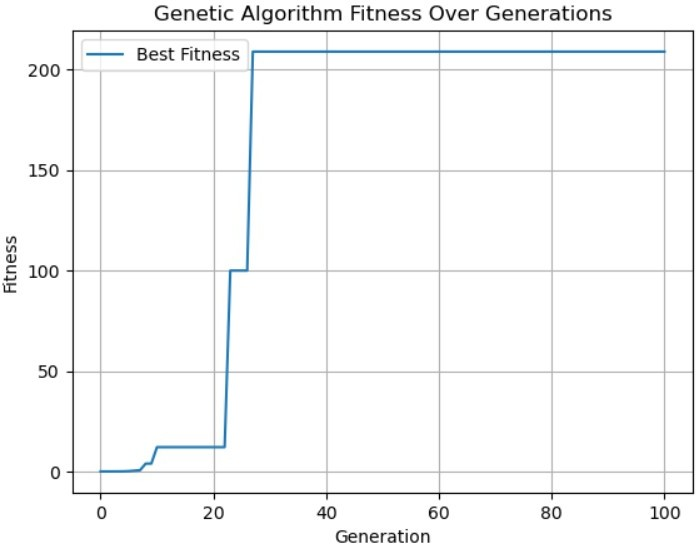 Genetic Algorithm Fitness Over Generations
Best Fitness
200
150
100
50
0
Fitness
0 20 40 60 80 100
Generation